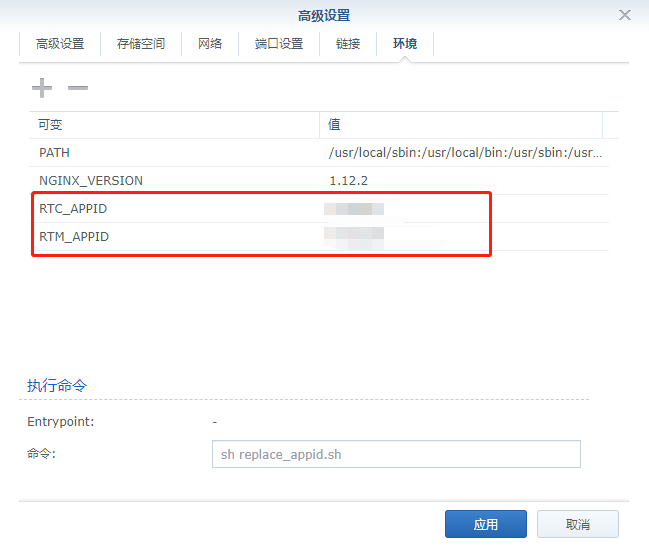 高级设置
高级设置 存储空间 网络 端口设置 链接 环境
可变 值
PATH /usr/local/sbin:/usr/local/bin:/usr/sbin:/usr...
NGINX_VERSION 1.12.2
RTC_APPID
RTM_APPID
执行命令
Entrypoint: -
命令: sh replace_appid.sh
应用 取消